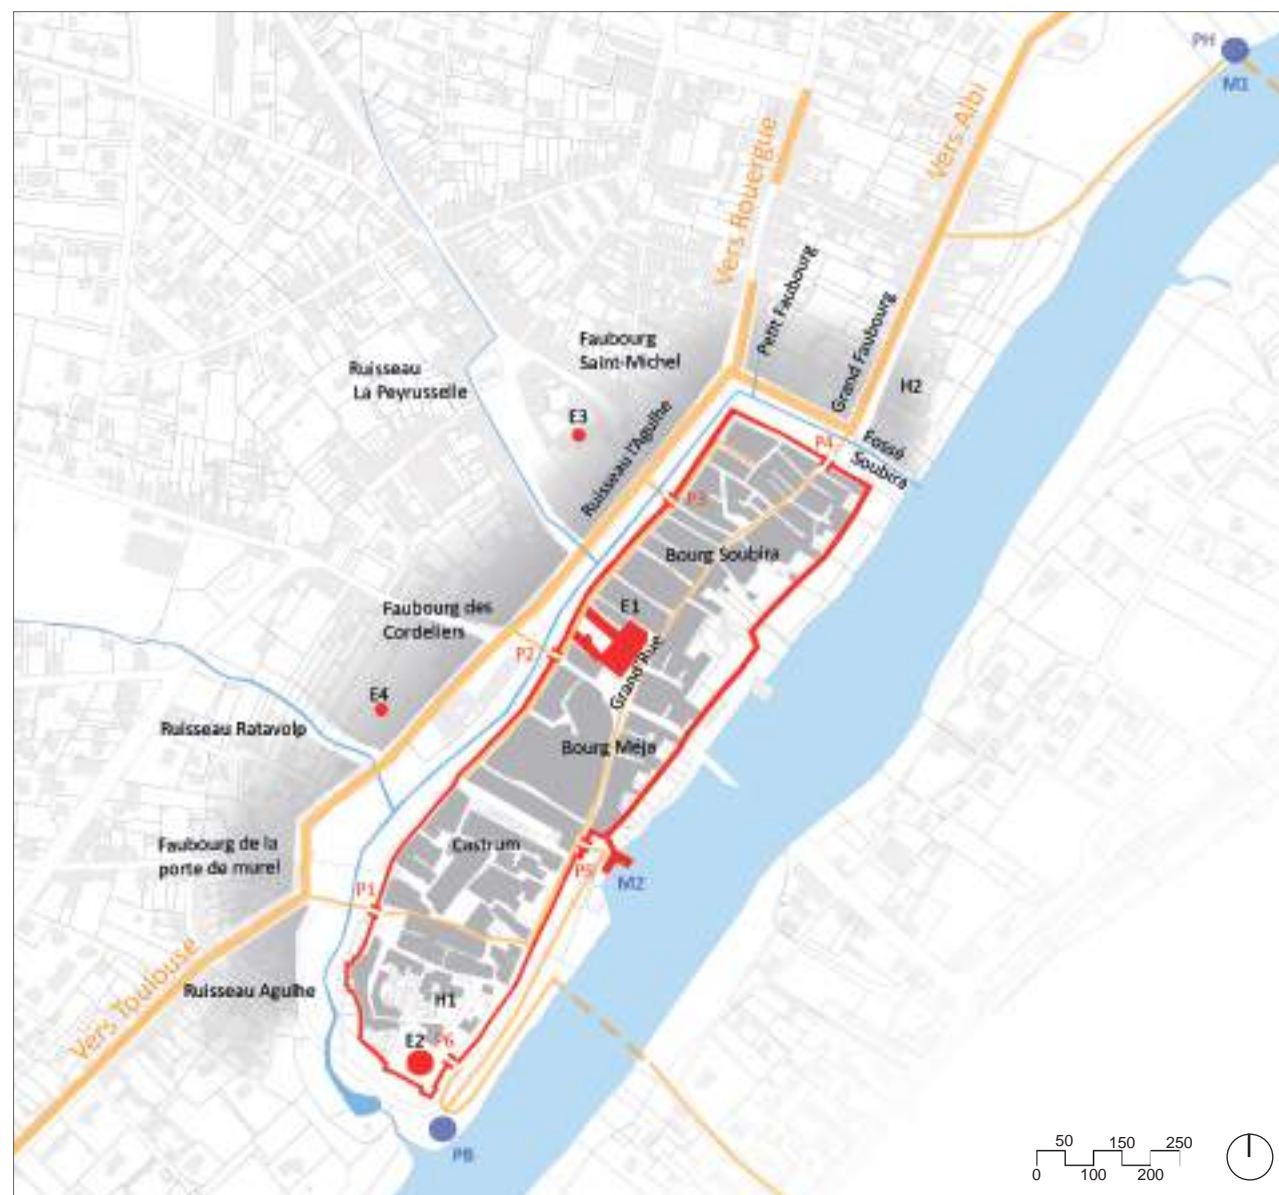 PH
M1
Vers Albi
Vers Rouergue
Petit Faubourg
Grand Faubourg
Faubourg
Saint-Michel
Ruisseau
La Peyrusselle
H2
E3
Ruisseau l'Agulhe
Fossé
Soubira
P4
P3
Bourg Soubira
E1
Faubourg des
Cordeliers
P2
Grand'Rue
E4
Ruisseau Ratavolp
Bourg Méja
Faubourg de la
porte de murel
Castrum
P5
M2
P1
Vers Toulouse
Ruisseau Agulhe
H1
E2
P6
PB
50 150 250
0 100 200